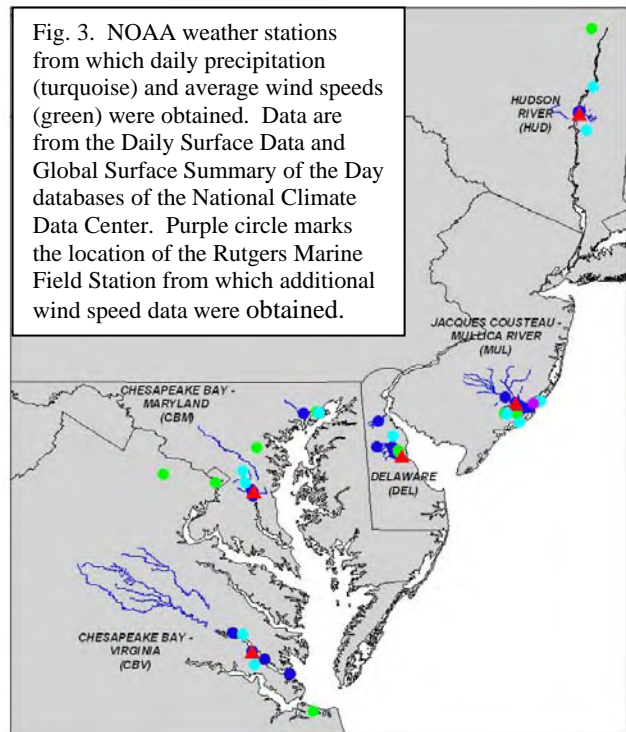 Fig. 3. NOAA weather stations
from which daily precipitation
(turquoise) and average wind speeds
(green) were obtained. Data are
from the Daily Surface Data and
Global Surface Summary of the Day
databases of the National Climate
Data Center. Purple circle marks
the location of the Rutgers Marine
Field Station from which additional
wind speed data were obtained.
HUDSON
RIVER
(HUD)
JACQUES COUSTEAU -
MULLICA RIVER
(MUL)
CHESAPEAKE BAY -
MARYLAND
(CBM)
DELAWARE
(DEL)
CHESAPEAKE BAY -
VIRGINIA
(CBV)